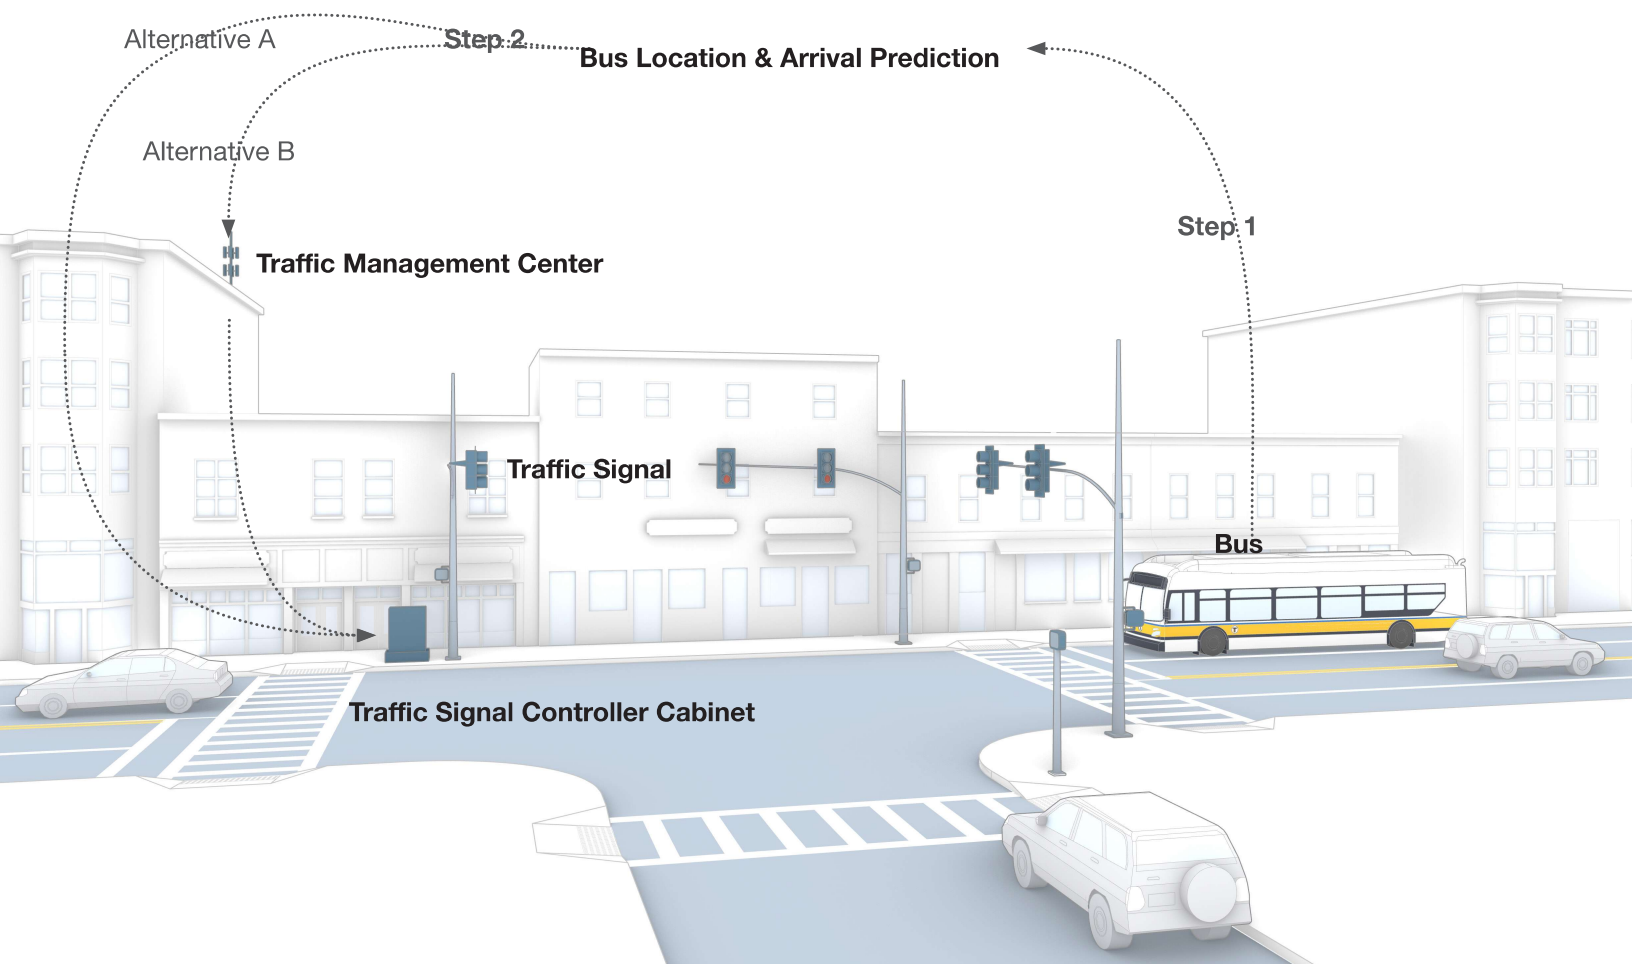 Alternative A
Step 2
Bus Location & Arrival Prediction
Alternative B
Step 1
Traffic Management Center
Traffic Signal
Bus
T
Traffic Signal Controller Cabinet